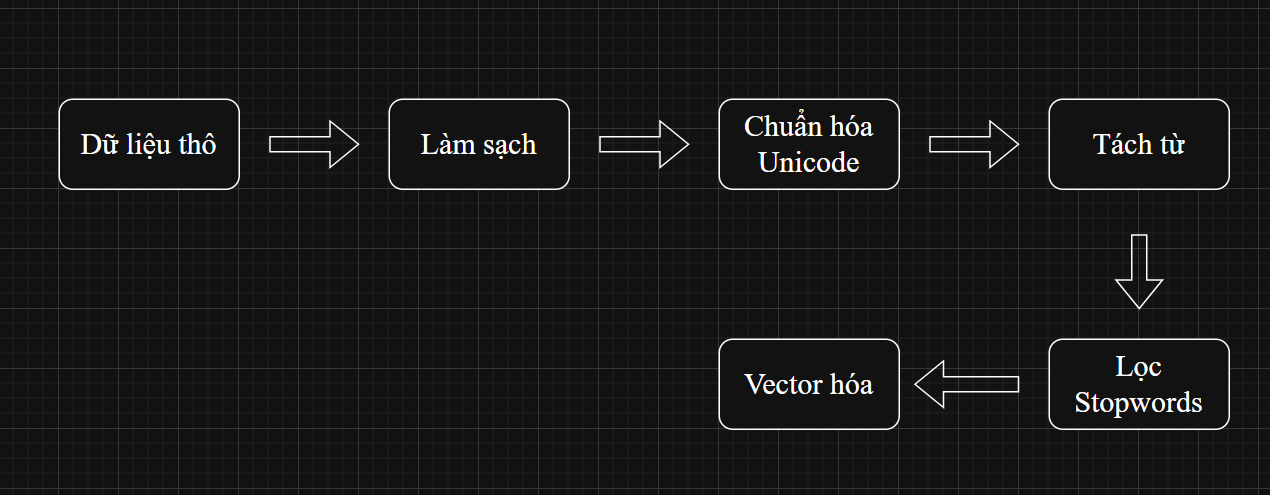 Dữ liệu thô
Làm sạch
Chuẩn hóa
Unicode
Tách từ
Lọc
Stopwords
Vector hóa